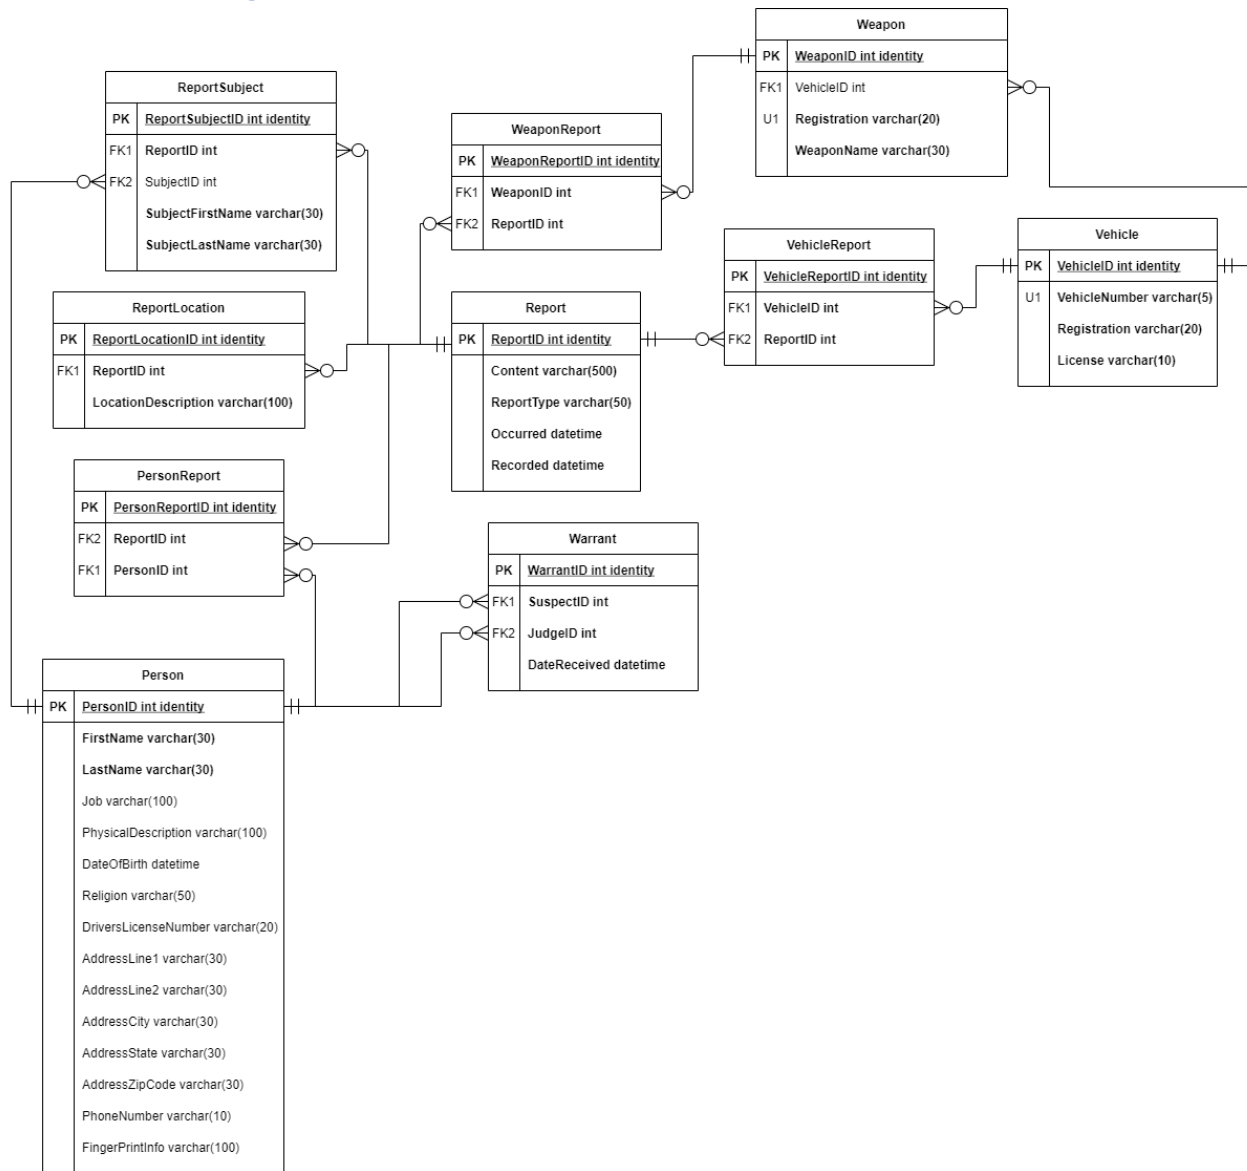 Weapon
PK WeaponID int identity
FK1 VehicleID int
U1 Registration varchar(20)
WeaponName varchar(30)
ReportSubject
PK ReportSubjectID int identity
FK1 ReportID int
FK2 SubjectID int
SubjectFirstName varchar(30)
SubjectLastName varchar(30)
WeaponReport
PK WeaponReportID int identity
FK1 WeaponID int
FK2 ReportID int
VehicleReport
PK VehicleReportID int identity
FK1 VehicleID int
FK2 ReportID int
Vehicle
PK VehicleID int identity
U1 VehicleNumber varchar(5)
Registration varchar(20)
License varchar(10)
ReportLocation
PK ReportLocationID int identity
FK1 ReportID int
LocationDescription varchar(100)
Report
PK ReportID int identity
Content varchar(500)
ReportType varchar(50)
Occurred datetime
Recorded datetime
PersonReport
PK PersonReportID int identity
FK2 ReportID int
FK1 PersonID int
Warrant
PK WarrantID int identity
FK1 SuspectID int
FK2 JudgeID int
DateReceived datetime
Person
PK PersonID int identity
FirstName varchar(30)
LastName varchar(30)
Job varchar(100)
PhysicalDescription varchar(100)
DateOfBirth datetime
Religion varchar(50)
DriversLicenseNumber varchar(20)
AddressLine1 varchar(30)
AddressLine2 varchar(30)
AddressCity varchar(30)
AddressState varchar(30)
AddressZipCode varchar(30)
PhoneNumber varchar(10)
FingerPrintInfo varchar(100)